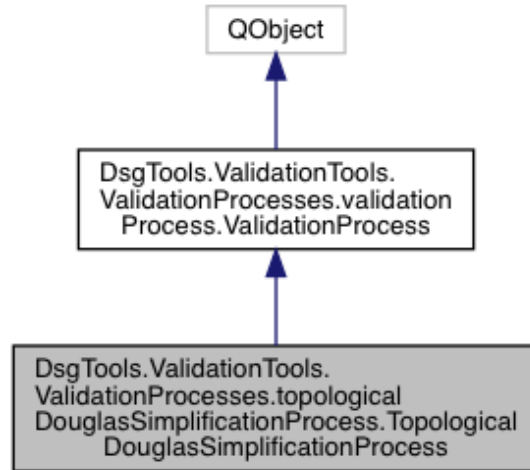 QObject
DsgTools.ValidationTools.
ValidationProcesses.validation
Process.ValidationProcess
DsgTools.ValidationTools.
ValidationProcesses.topological
DouglasSimplificationProcess.Topological
DouglasSimplificationProcess